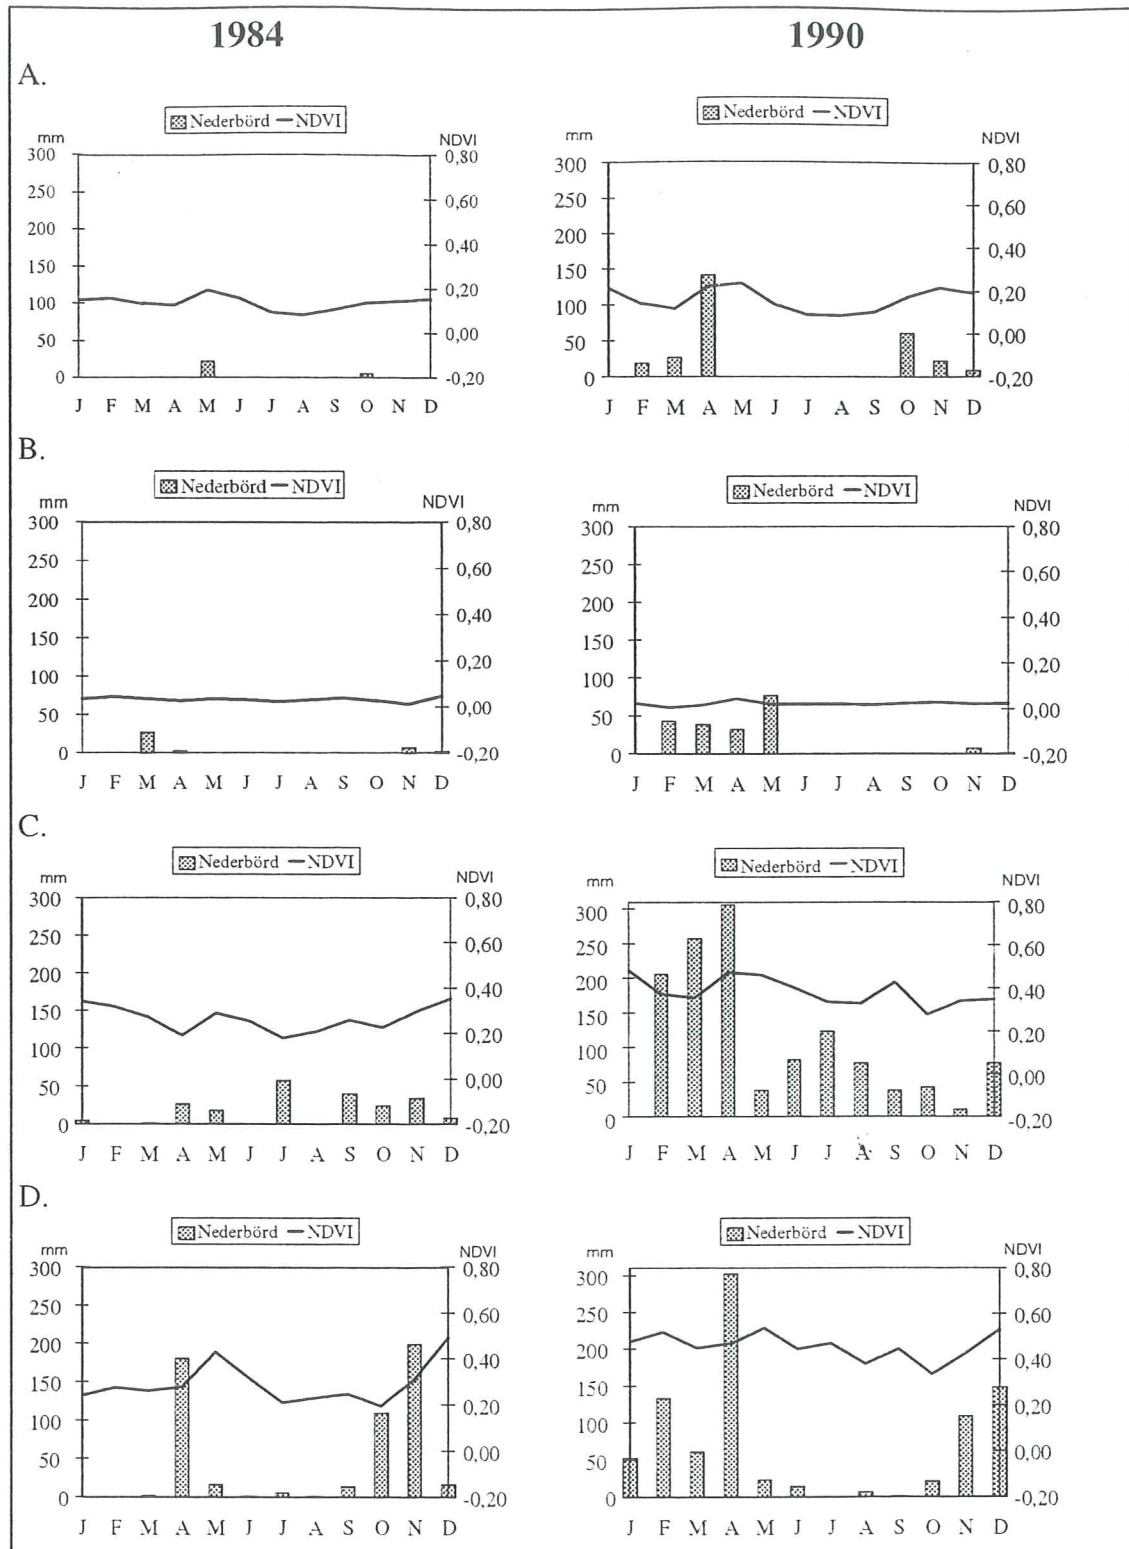 1984 1990
A.
Nederbörd NDVI Nederbörd NDVI
mm NDVI mm NDVI
300 0,80 300 0,80
250 0,60 250 0,60
200 0,40 200 0,40
150 0,20 150 0,20
100 0,00 100 0,00
50 50
0 -0,20 0 -0,20
J F M A M J J A S O N D J F M A M J J A S O N D
B.
Nederbörd NDVI Nederbörd NDVI
mm NDVI mm NDVI
300 0,80 300 0,80
250 0,60 250 0,60
200 0,40 200 0,40
150 0,20 150 0,20
100 0,00 100 0,00
50 50
0 -0,20 0 -0,20
J F M A M J J A S O N D J F M A M J J A S O N D
C.
Nederbörd NDVI Nederbörd NDVI
mm NDVI mm NDVI
300 0,80 300 0,80
250 0,60 250 0,60
200 0,40 200 0,40
150 0,20 150 0,20
100 0,00 100 0,00
50 50
0 -0,20 0 -0,20
J F M A M J J A S O N D J F M A M J J A S O N D
D.
Nederbörd NDVI Nederbörd NDVI
mm NDVI mm NDVI
300 0,80 300 0,80
250 0,60 250 0,60
200 0,40 200 0,40
150 0,20 150 0,20
100 0,00 100 0,00
50 50
0 -0,20 0 -0,20
J F M A M J J A S O N D J F M A M J J A S O N D